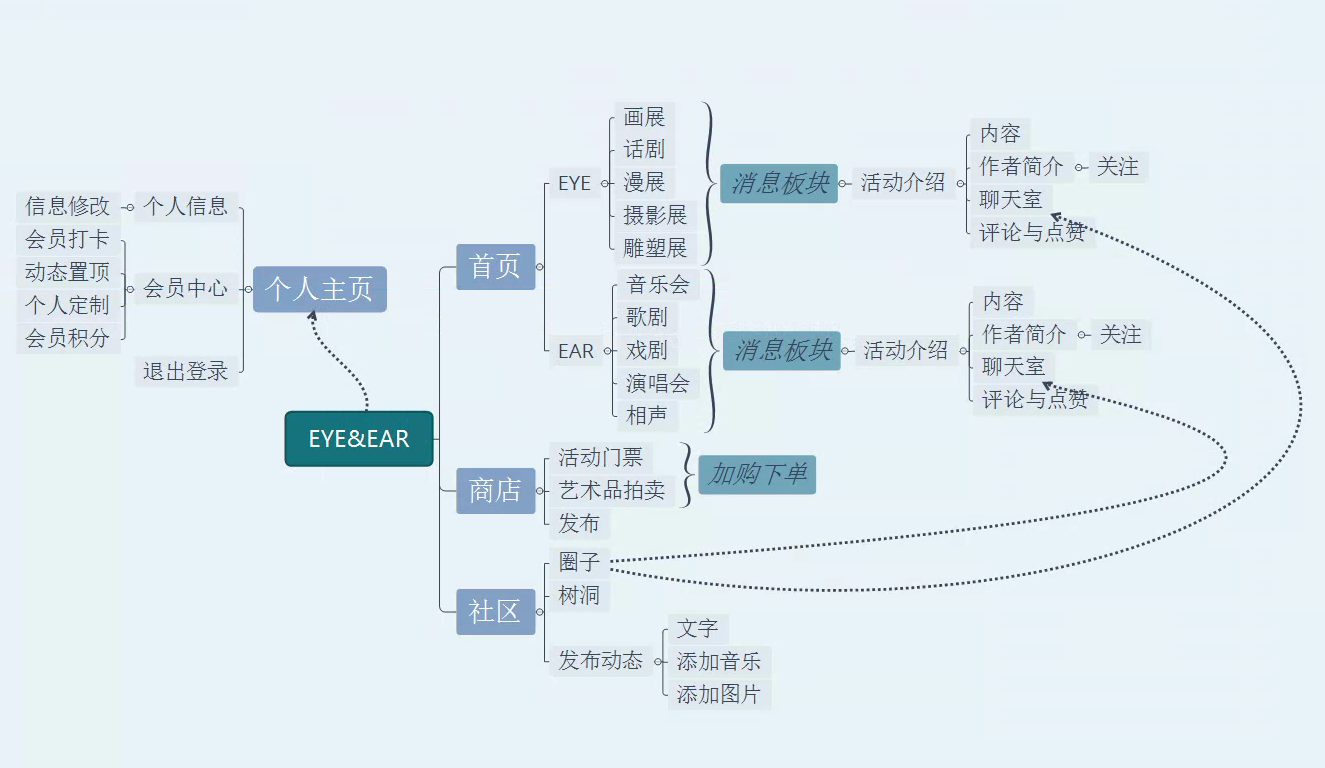 EYE&EAR
个人主页
个人信息
信息修改
会员中心
会员打卡
动态置顶
个人定制
会员积分
退出登录
首页
EYE
画展
话剧
漫展
摄影展
雕塑展
消息板块
活动介绍
内容
作者简介
关注
聊天室
评论与点赞
EAR
音乐会
歌剧
戏剧
演唱会
相声
消息板块
活动介绍
内容
作者简介
关注
聊天室
评论与点赞
商店
活动门票
艺术品拍卖
加购下单
发布
社区
圈子
树洞
发布动态
文字
添加音乐
添加图片